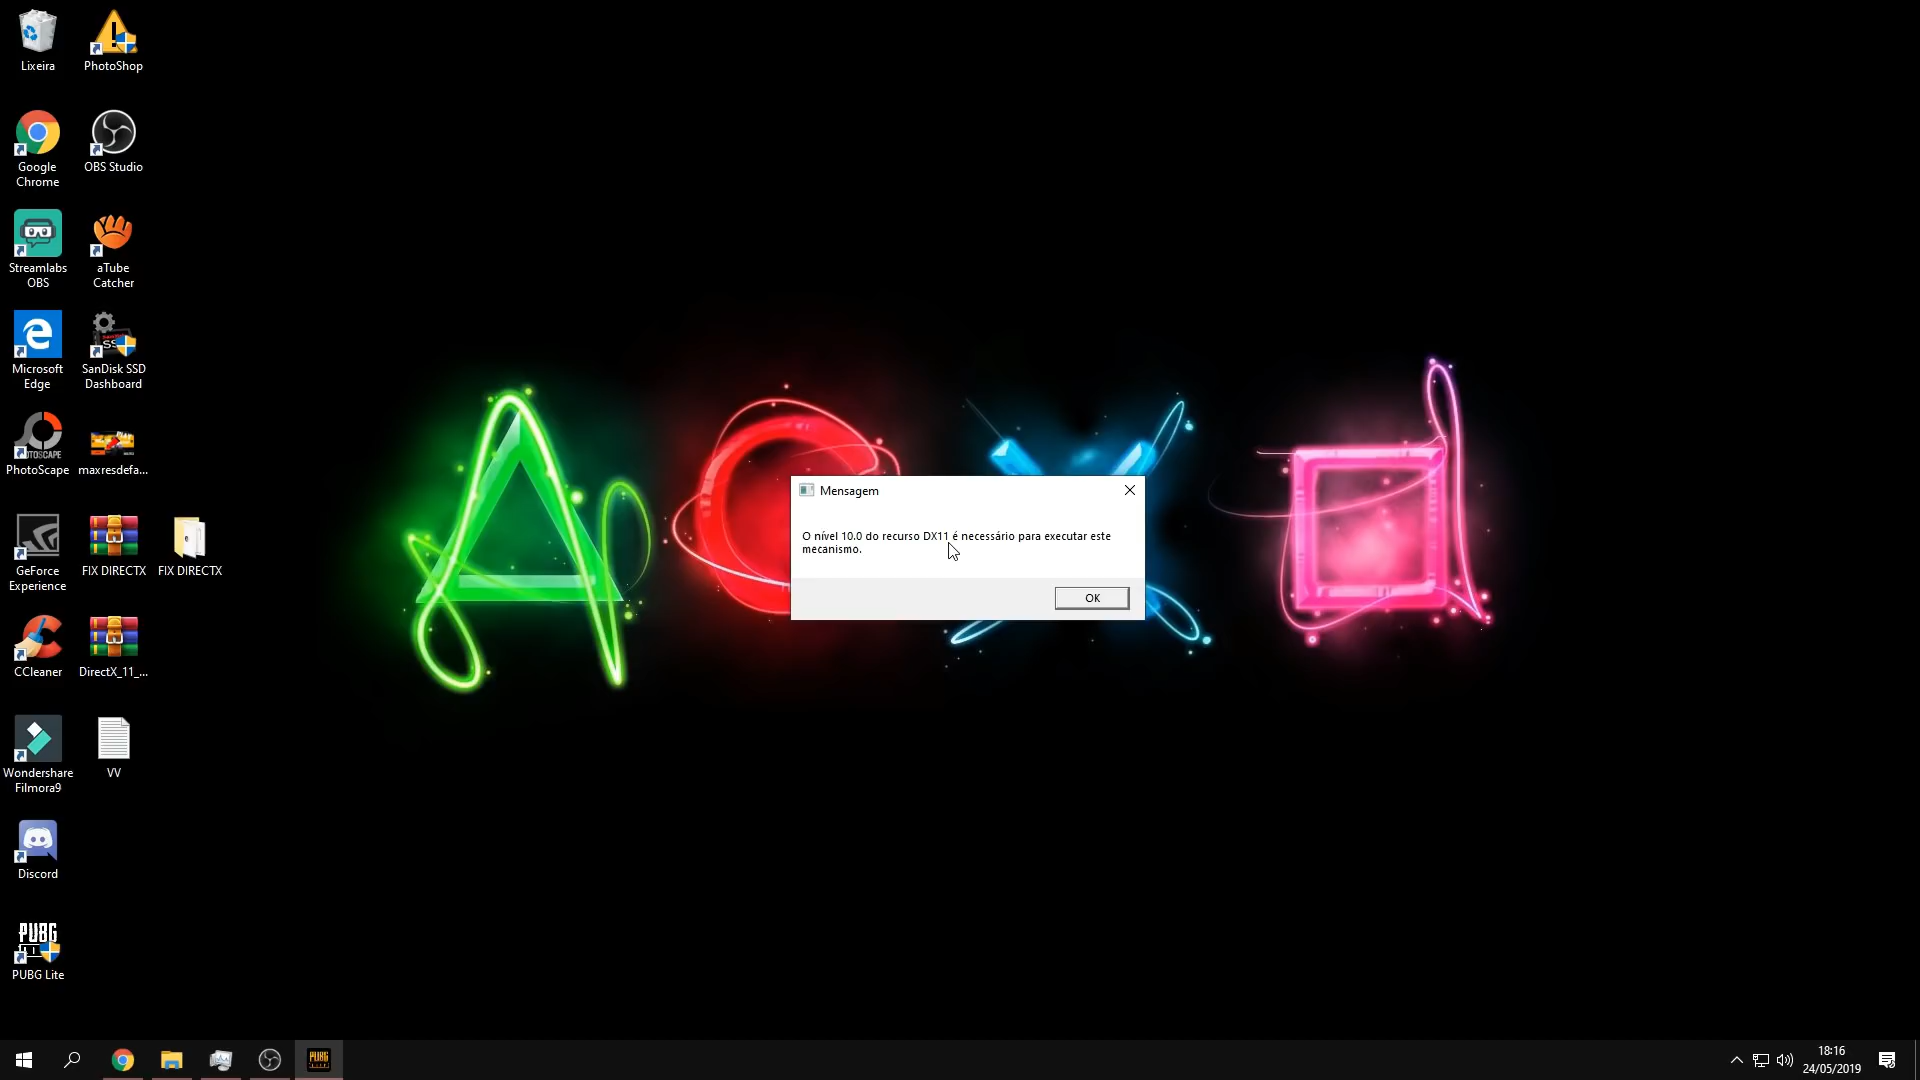 Lixeira
PhotoShop
Google
Chrome
OBS Studio
Streamlabs
OBS
aTube
Catcher
Microsoft
Edge
SanDisk SSD
Dashboard
PhotoScape
maxresdefa...
GeForce
Experience
FIX DIRECTX
FIX DIRECTX
CCleaner
DirectX_11_...
Wondershare
Filmora9
VV
Discord
PUBG
PUBG Lite
Mensagem
O nível 10.0 do recurso DX11 é necessário para executar este
mecanismo.
OK
PUBG
18:16
24/05/2019